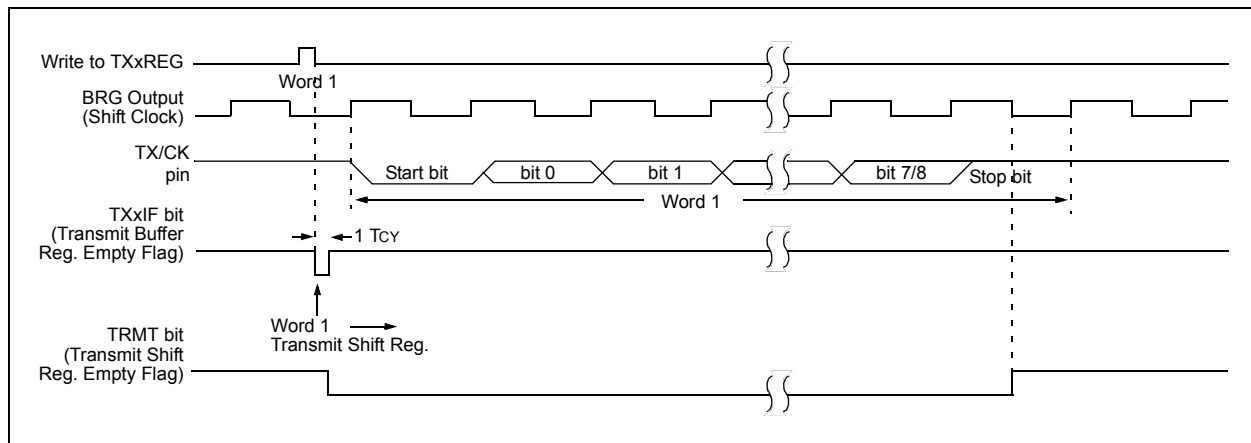 Write to TXxREG
Word 1
BRG Output
(Shift Clock)
TX/CK
pin
Start bit
bit 0
bit 1
bit 7/8
Stop bit
Word 1
TXxIF bit
(Transmit Buffer
Reg. Empty Flag)
1 TCY
Word 1
Transmit Shift Reg.
TRMT bit
(Transmit Shift
Reg. Empty Flag)